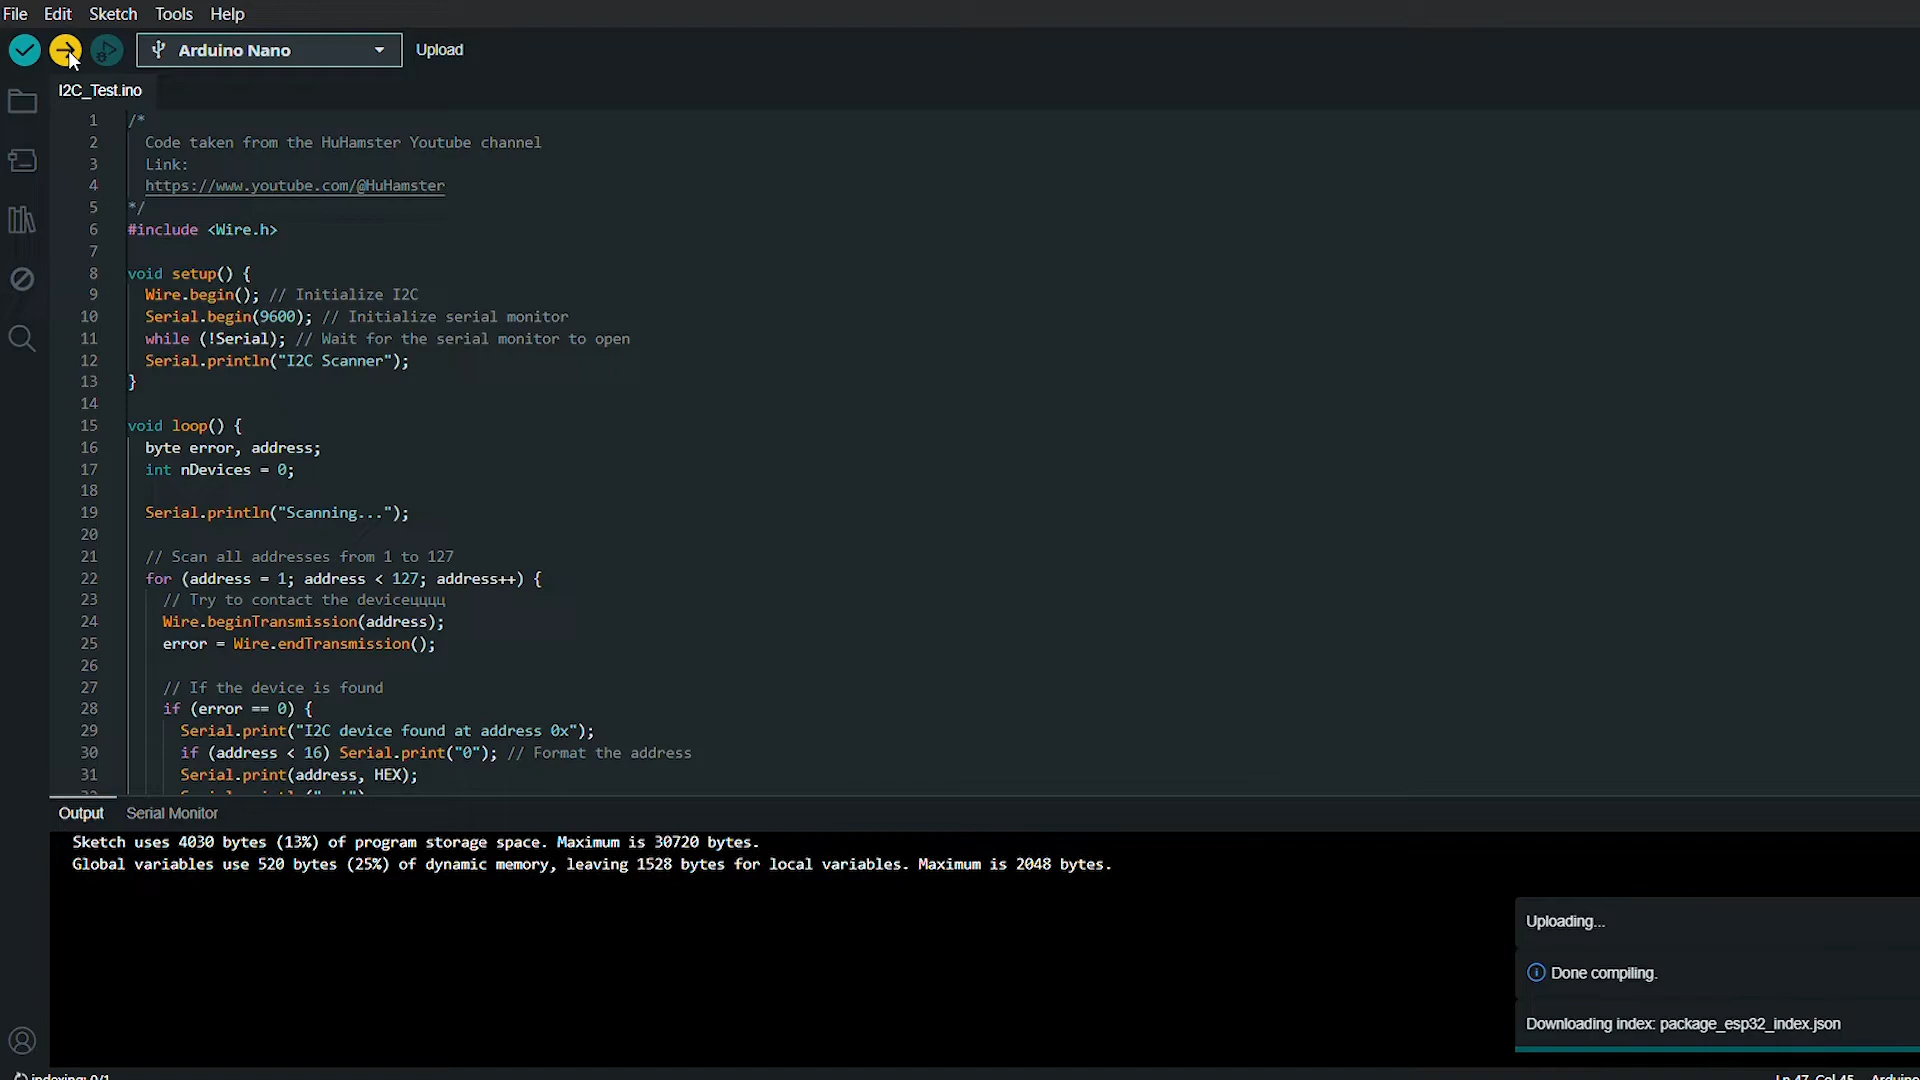 File Edit Sketch Tools Help
Arduino Nano
Upload
I2C_Test.ino
1 /*
2 Code taken from the HuHamster Youtube channel
3 Link:
4 https://www.youtube.com/@HuHamster
5 */
6 #include <Wire.h>
7
8 void setup() {
9 Wire.begin(); // Initialize I2C
10 Serial.begin(9600); // Initialize serial monitor
11 while (!Serial); // Wait for the serial monitor to open
12 Serial.println("I2C Scanner");
13 }
14
15 void loop() {
16 byte error, address;
17 int nDevices = 0;
18
19 Serial.println("Scanning...");
20
21 // Scan all addresses from 1 to 127
22 for (address = 1; address < 127; address++) {
23 // Try to contact the deviceцццц
24 Wire.beginTransmission(address);
25 error = Wire.endTransmission();
26
27 // If the device is found
28 if (error == 0) {
29 Serial.print("I2C device found at address 0x");
30 if (address < 16) Serial.print("0"); // Format the address
31 Serial.print(address, HEX);
Output Serial Monitor
Sketch uses 4030 bytes (13%) of program storage space. Maximum is 30720 bytes.
Global variables use 520 bytes (25%) of dynamic memory, leaving 1528 bytes for local variables. Maximum is 2048 bytes.
Uploading...
Done compiling.
Downloading index: package_esp32_index.json
indexing: 0/1